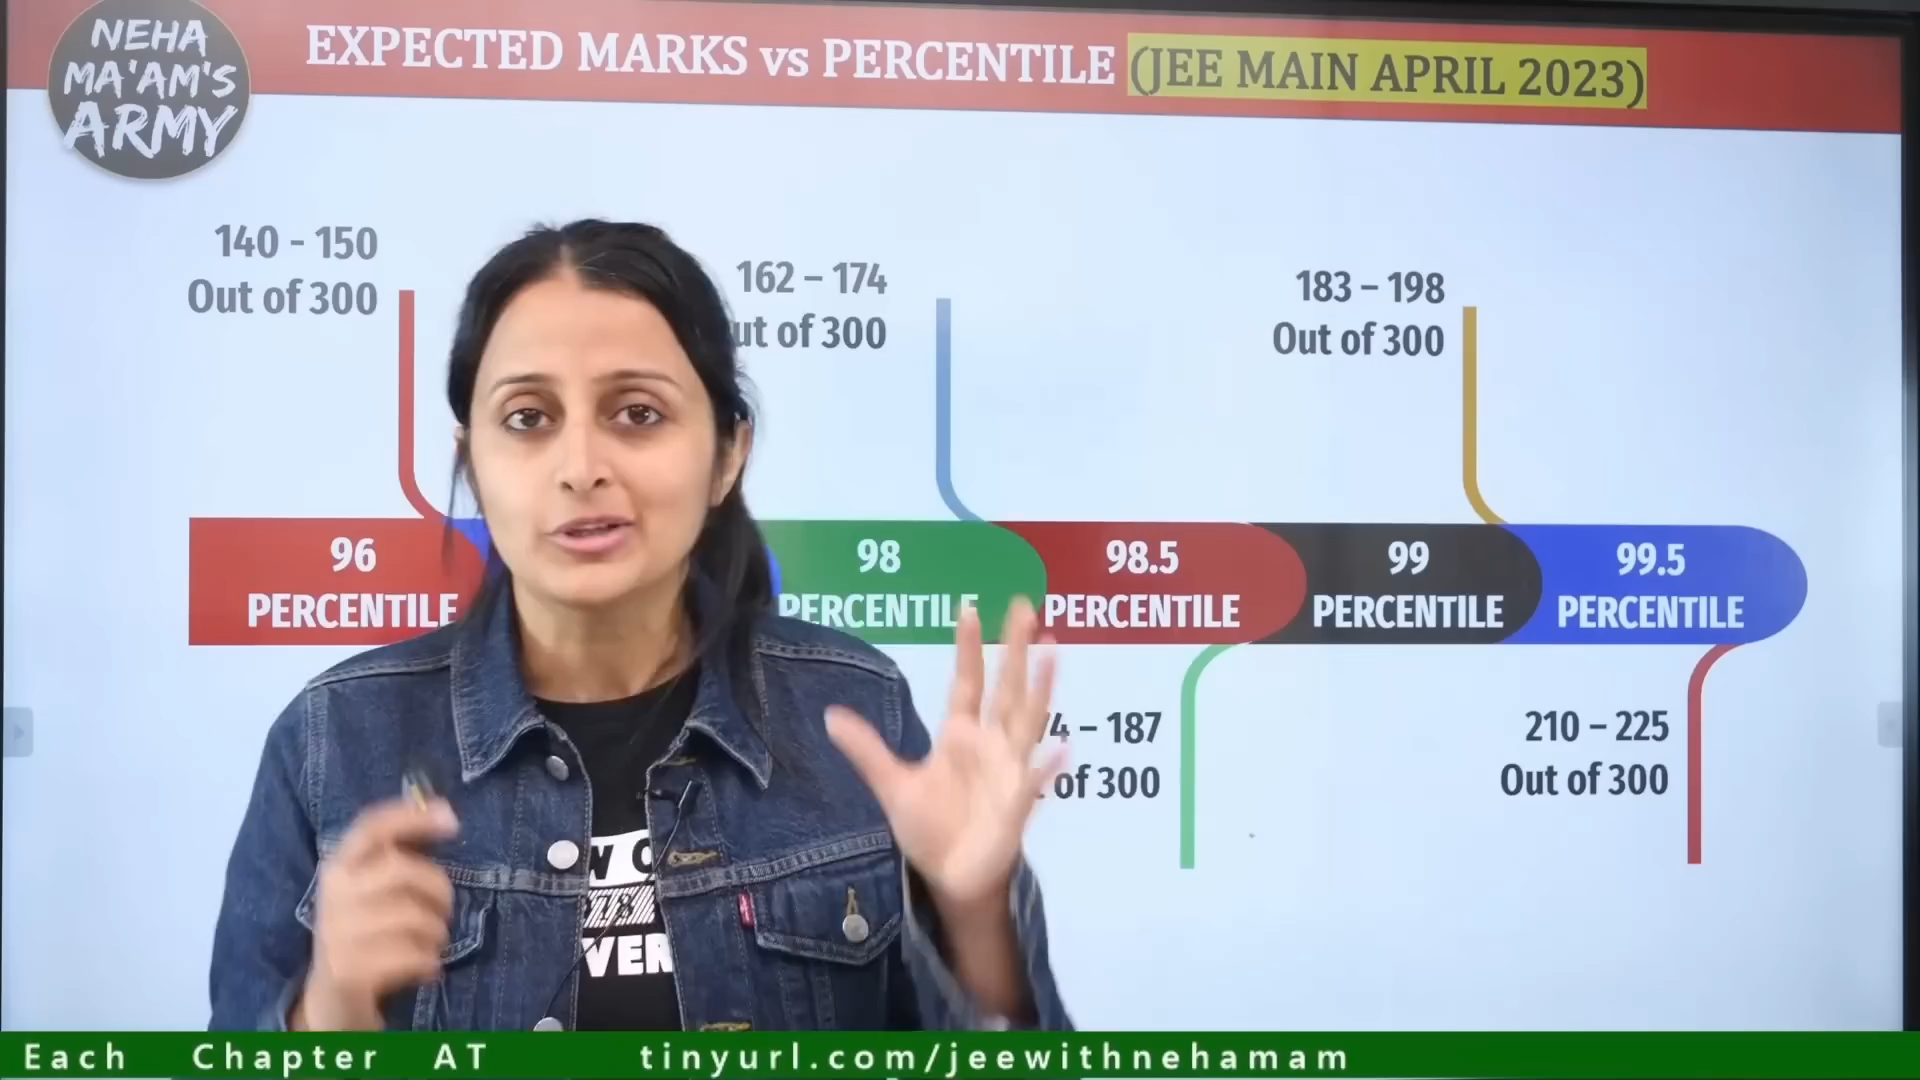 NEHA
MA'AM'S
ARMY
EXPECTED MARKS vs PERCENTILE (JEE MAIN APRIL 2023)
140 - 150
Out of 300
162 – 174
of 300
183 – 198
Out of 300
96
PERCENTILE
98
PERCENTILE
98.5
PERCENTILE
99
PERCENTILE
99.5
PERCENTILE
– 187
of 300
210 – 225
Out of 300
VER
Each Chapter AT tinyurl.com/jeewithnehamam